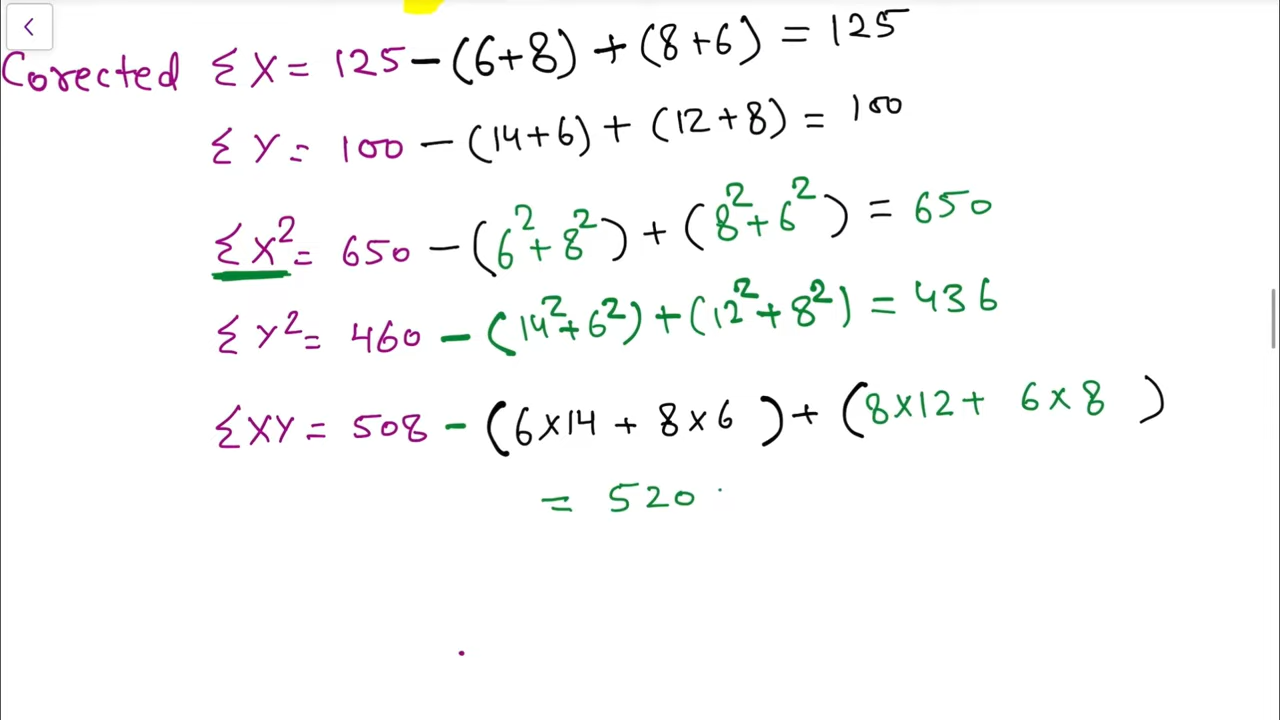 Corected Σ X = 125 - (6+8) + (8+6) = 125
Σ Y = 100 - (14+6) + (12+8) = 100
Σ X² = 650 - (6² + 8²) + (8² + 6²) = 650
Σ Y² = 460 - (14² + 6²) + (12² + 8²) = 436
Σ XY = 508 - (6×14 + 8×6) + (8×12 + 6×8)
= 520